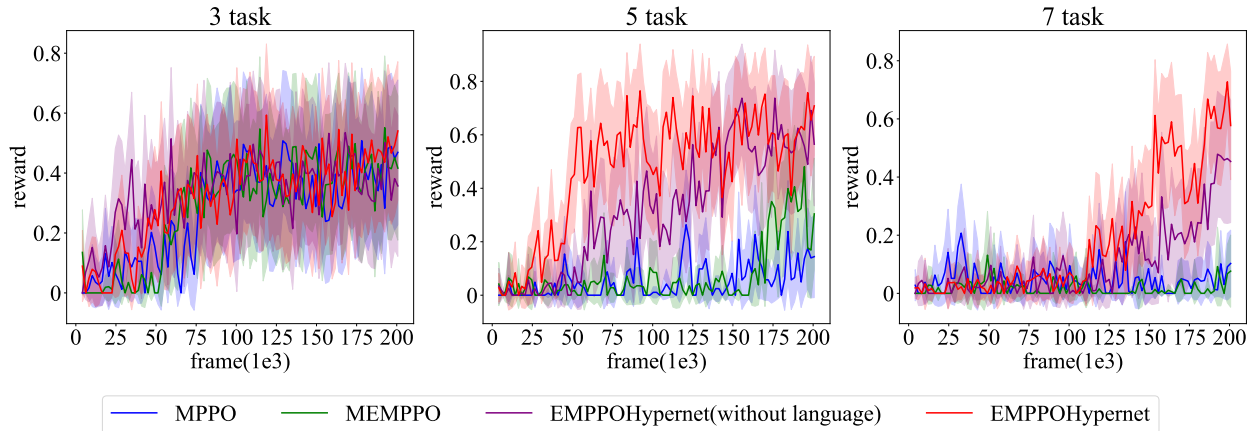 3 task
5 task
7 task
reward
0.8
0.6
0.4
0.2
0
0 25 50 75 100 125 150 175 200
frame(1e3)
reward
0.8
0.6
0.4
0.2
0
0 25 50 75 100 125 150 175 200
frame(1e3)
reward
0.8
0.6
0.4
0.2
0
0 25 50 75 100 125 150 175 200
frame(1e3)
MPPO MEMPPO EMPPOHypernet(without language) EMPPOHypernet